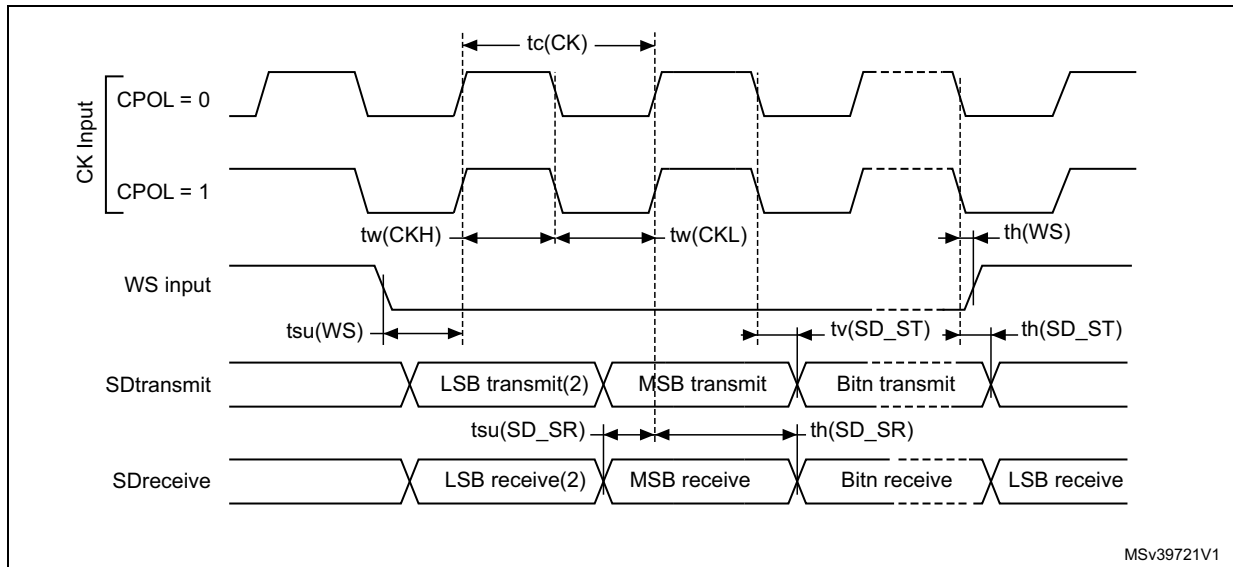 tc(CK)
CK Input
CPOL = 0
CPOL = 1
tw(CKH)
tw(CKL)
th(WS)
WS input
tsu(WS)
tv(SD_ST)
th(SD_ST)
SDtransmit
LSB transmit(2)
MSB transmit
Bitn transmit
tsu(SD_SR)
th(SD_SR)
SDreceive
LSB receive(2)
MSB receive
Bitn receive
LSB receive
MSv39721V1